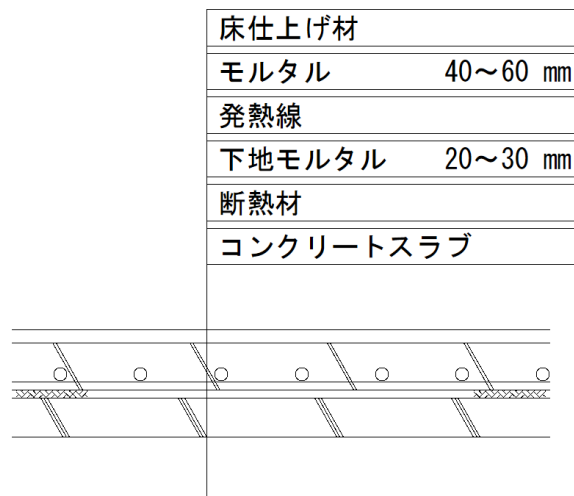 床仕上げ材
モルタル 40～60 mm
発熱線
下地モルタル 20～30 mm
断熱材
コンクリートスラブ